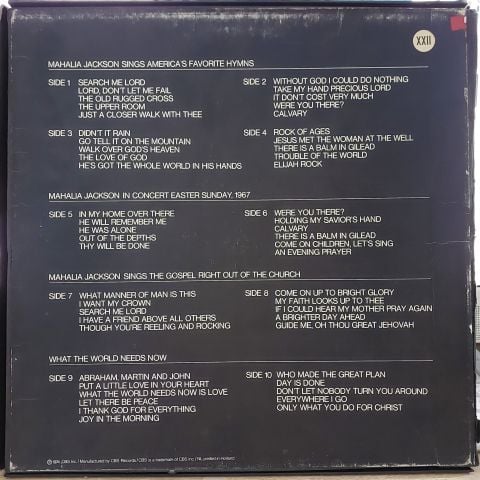 XXII
MAHALIA JACKSON SINGS AMERICA'S FAVORITE HYMNS
SIDE 1 SEARCH ME LORD
LORD, DON'T LET ME FAIL
THE OLD RUGGED CROSS
THE UPPER ROOM
JUST A CLOSER WALK WITH THEE
SIDE 2 WITHOUT GOD I COULD DO NOTHING
TAKE MY HAND PRECIOUS LORD
IT DON'T COST VERY MUCH
WERE YOU THERE?
CALVARY
SIDE 3 DIDN'T IT RAIN
GO TELL IT ON THE MOUNTAIN
WALK OVER GOD'S HEAVEN
THE LOVE OF GOD
HE'S GOT THE WHOLE WORLD IN HIS HANDS
SIDE 4 ROCK OF AGES
JESUS MET THE WOMAN AT THE WELL
THERE IS A BALM IN GILEAD
TROUBLE OF THE WORLD
ELIJAH ROCK
MAHALIA JACKSON IN CONCERT EASTER SUNDAY, 1967
SIDE 5 IN MY HOME OVER THERE
HE WILL REMEMBER ME
HE WAS ALONE
OUT OF THE DEPTHS
THY WILL BE DONE
SIDE 6 WERE YOU THERE?
HOLDING MY SAVIOR'S HAND
CALVARY
THERE IS A BALM IN GILEAD
COME ON CHILDREN, LET'S SING
AN EVENING PRAYER
MAHALIA JACKSON SINGS THE GOSPEL RIGHT OUT OF THE CHURCH
SIDE 7 WHAT MANNER OF MAN IS THIS
I WANT MY CROWN
SEARCH ME LORD
I HAVE A FRIEND ABOVE ALL OTHERS
THOUGH YOU'RE REELING AND ROCKING
SIDE 8 COME ON UP TO BRIGHT GLORY
MY FAITH LOOKS UP TO THEE
IF I COULD HEAR MY MOTHER PRAY AGAIN
A BRIGHTER DAY AHEAD
GUIDE ME, OH THOU GREAT JEHOVAH
WHAT THE WORLD NEEDS NOW
SIDE 9 ABRAHAM, MARTIN AND JOHN
PUT A LITTLE LOVE IN YOUR HEART
WHAT THE WORLD NEEDS NOW IS LOVE
LET THERE BE PEACE
I THANK GOD FOR EVERYTHING
JOY IN THE MORNING
SIDE 10 WHO MADE THE GREAT PLAN
DAY IS DONE
DON'T LET NOBODY TURN YOU AROUND
EVERYWHERE I GO
ONLY WHAT YOU DO FOR CHRIST
Manufactured by CBS Records / CBS is a trademark of CBS Inc. / printed in Holland